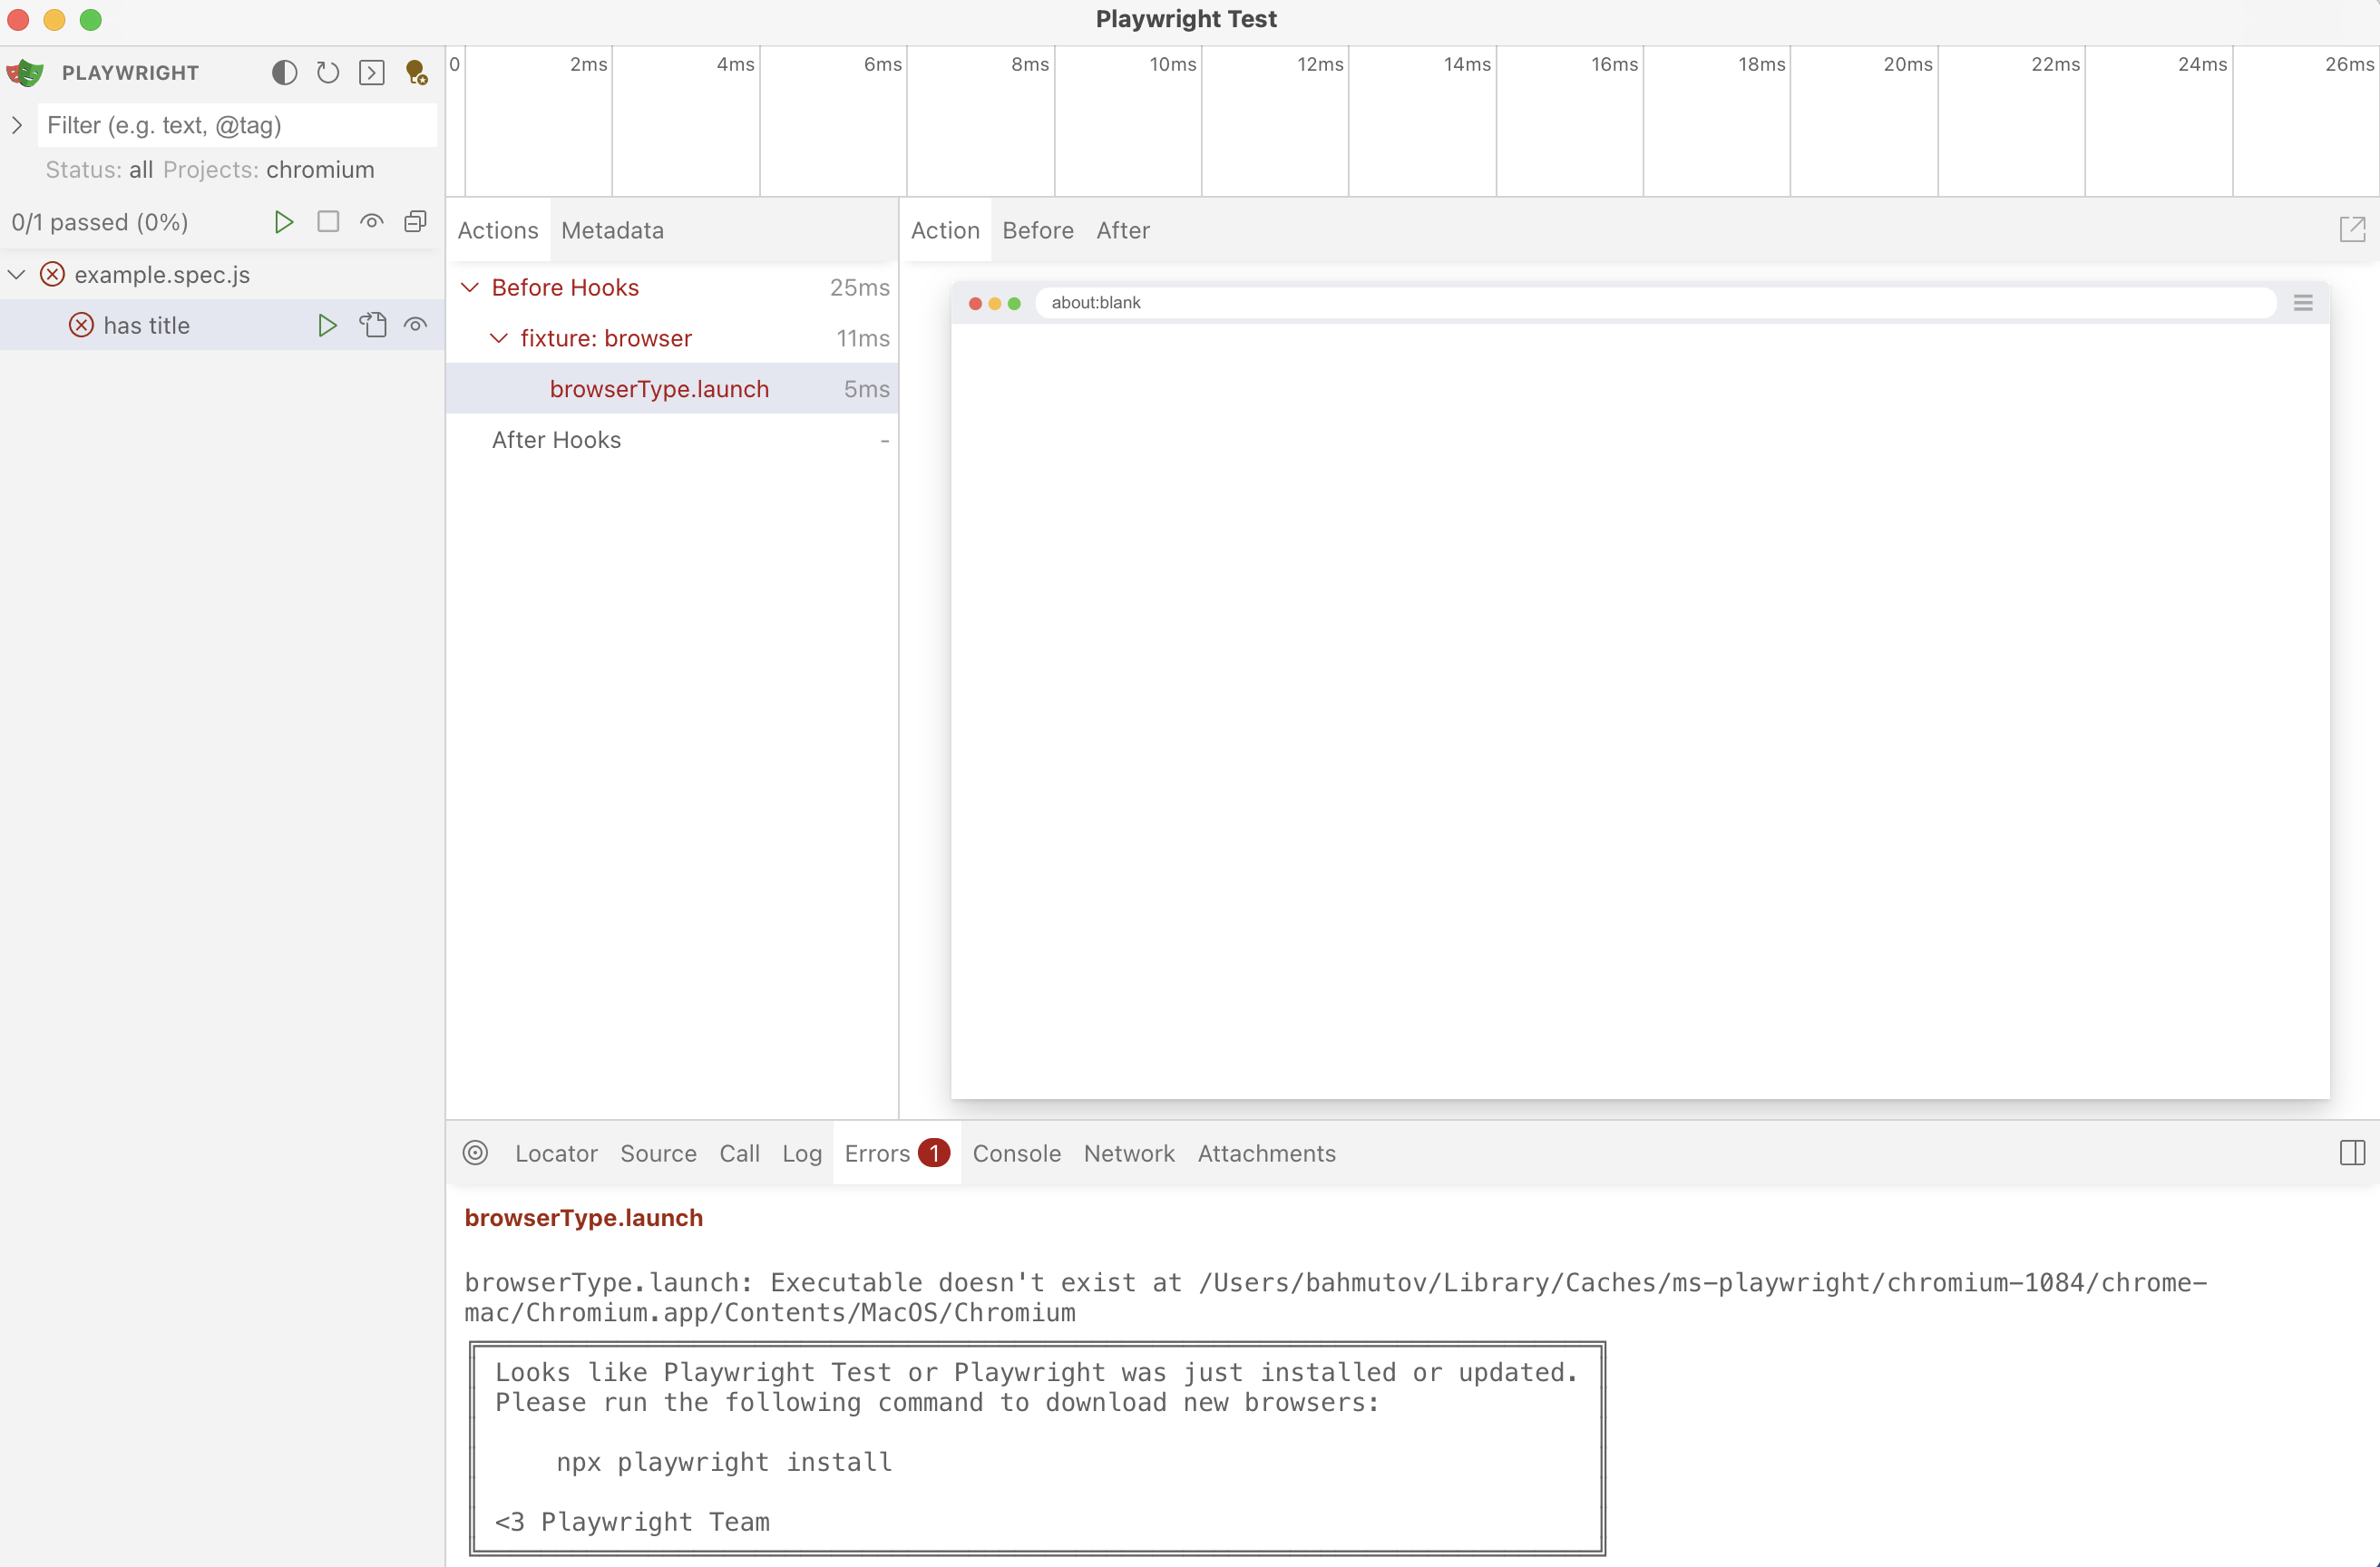 Playwright Test
PLAYWRIGHT
Filter (e.g. text, @tag)
Status: all Projects: chromium
0/1 passed (0%)
example.spec.js
has title
0 2ms 4ms 6ms 8ms 10ms 12ms 14ms 16ms 18ms 20ms 22ms 24ms 26ms
Actions Metadata
Before Hooks 25ms
fixture: browser 11ms
browserType.launch 5ms
After Hooks -
Action Before After
about:blank
Locator Source Call Log Errors 1 Console Network Attachments
browserType.launch
browserType.launch: Executable doesn't exist at /Users/bahmutov/Library/Caches/ms-playwright/chromium-1084/chrome-
mac/Chromium.app/Contents/MacOS/Chromium
Looks like Playwright Test or Playwright was just installed or updated.
Please run the following command to download new browsers:
npx playwright install
<3 Playwright Team